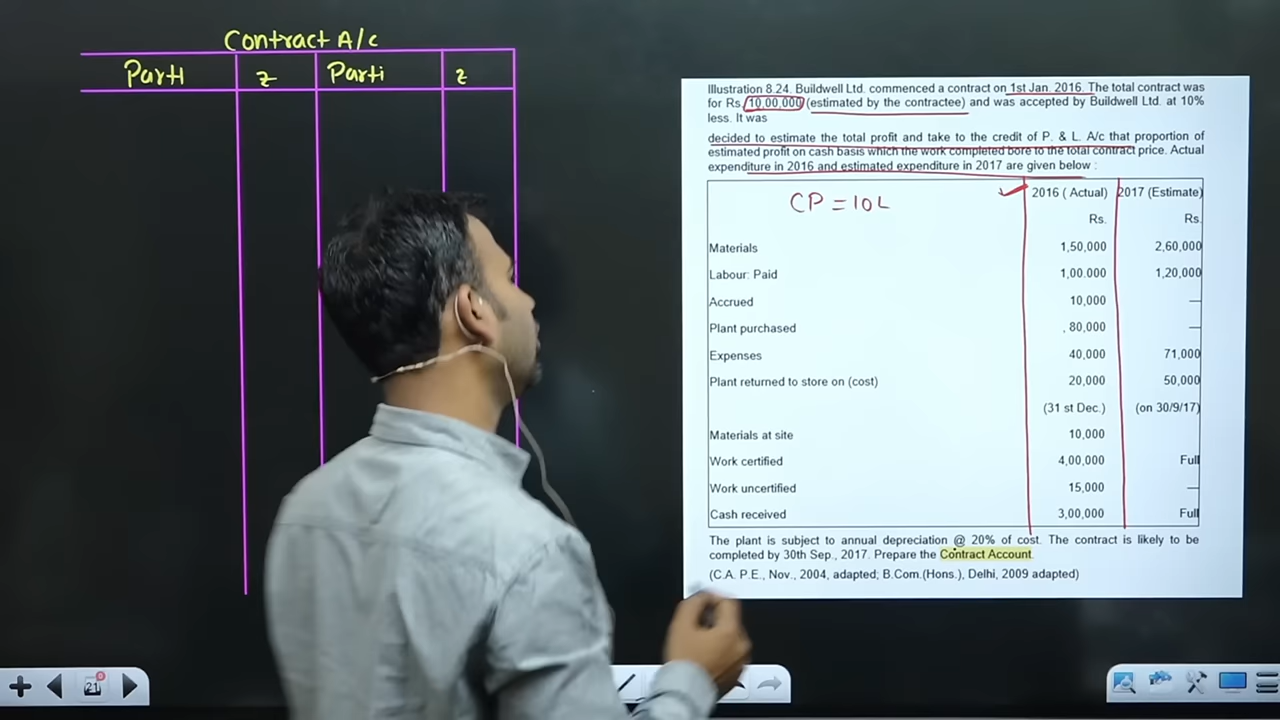 Contract A/c
Parti ₹ Parti ₹
Illustration 8.24. Buildwell Ltd. commenced a contract on 1st Jan. 2016. The total contract was
for Rs. 10,00,000 (estimated by the contractee) and was accepted by Buildwell Ltd. at 10%
less. It was
decided to estimate the total profit and take to the credit of P. & L. A/c that proportion of
estimated profit on cash basis which the work completed bore to the total contract price. Actual
expenditure in 2016 and estimated expenditure in 2017 are given below :
CP = 10L
2016 ( Actual) 2017 (Estimate)
Rs. Rs.
Materials 1,50,000 2,60,000
Labour: Paid 1,00.000 1,20,000
Accrued 10,000 —
Plant purchased . 80,000 —
Expenses 40,000 71,000
Plant returned to store on (cost) 20,000 50,000
(31 st Dec.) (on 30/9/17)
Materials at site 10,000
Work certified 4,00,000 Full
Work uncertified 15,000 —
Cash received 3,00,000 Full
The plant is subject to annual depreciation @ 20% of cost. The contract is likely to be
completed by 30th Sep., 2017. Prepare the Contract Account.
(C.A. P.E., Nov., 2004, adapted; B.Com.(Hons.), Delhi, 2009 adapted)
21